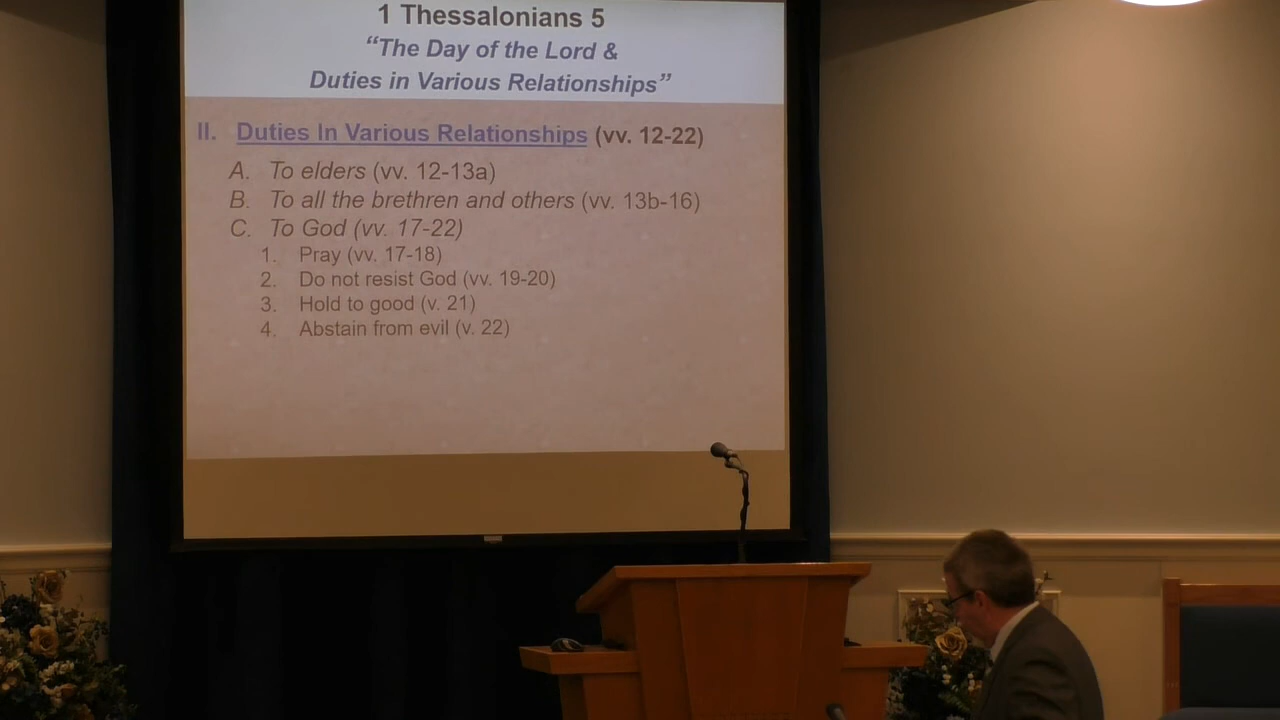 1 Thessalonians 5
“The Day of the Lord &
Duties in Various Relationships”
II. Duties In Various Relationships (vv. 12-22)
A. To elders (vv. 12-13a)
B. To all the brethren and others (vv. 13b-16)
C. To God (vv. 17-22)
1. Pray (vv. 17-18)
2. Do not resist God (vv. 19-20)
3. Hold to good (v. 21)
4. Abstain from evil (v. 22)